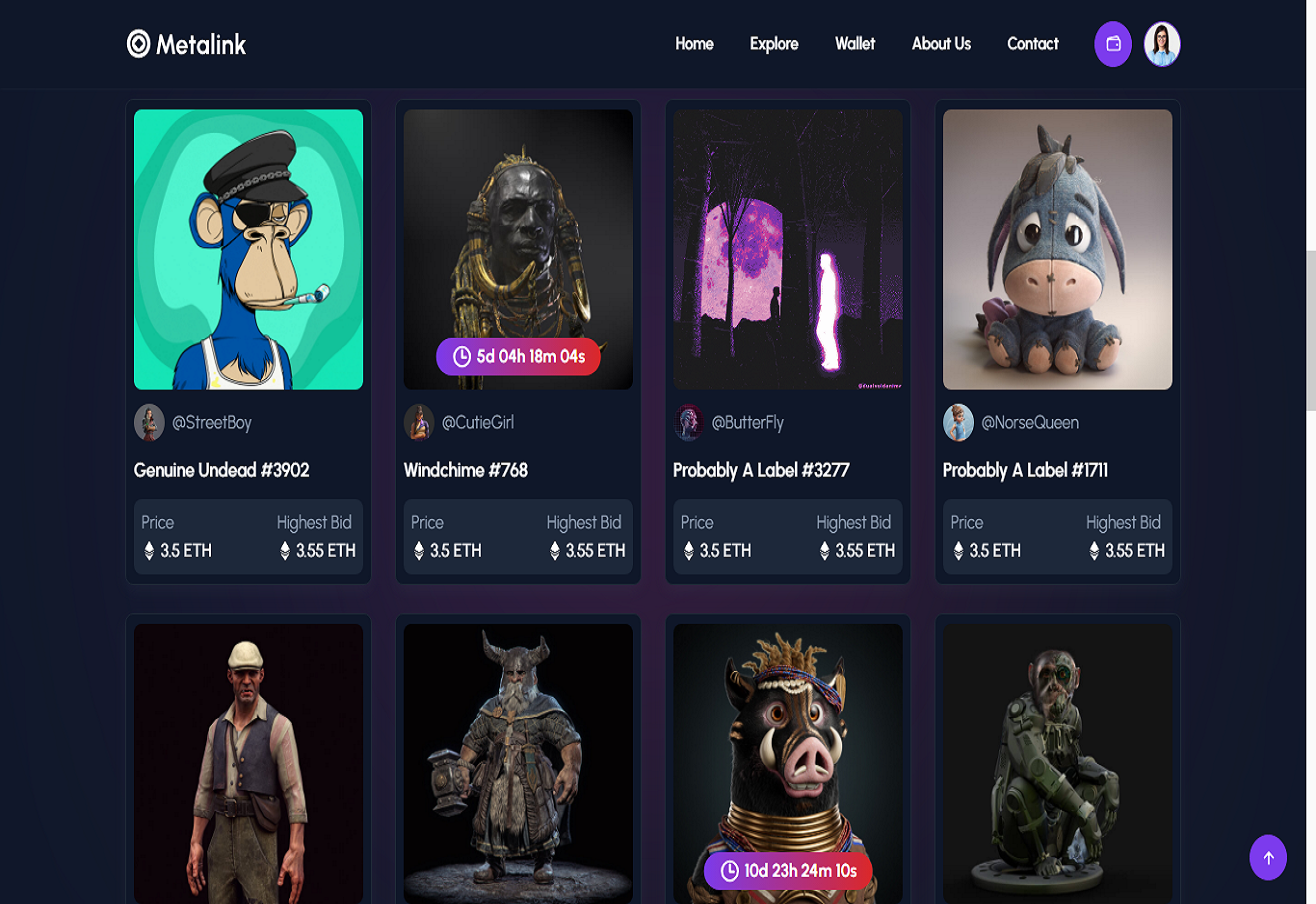 Metalink
Home Explore Wallet About Us Contact
5d 04h 18m 04s
@StreetBoy @CutieGirl @ButterFly @NorseQueen
Genuine Undead #3902 Windchime #768 Probably A Label #3277 Probably A Label #1711
Price Highest Bid Price Highest Bid Price Highest Bid Price Highest Bid
3.5 ETH 3.55 ETH 3.5 ETH 3.55 ETH 3.5 ETH 3.55 ETH 3.5 ETH 3.55 ETH
10d 23h 24m 10s